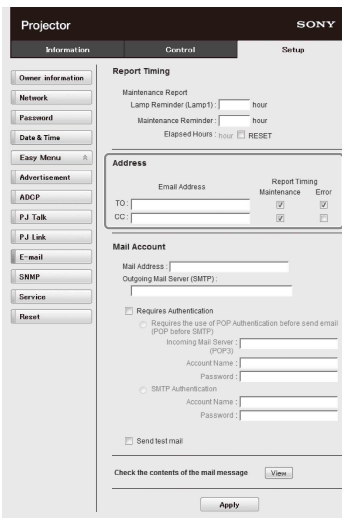 Projector
SONY
Information
Control
Setup
Owner information
Network
Password
Date & Time
Easy Menu
Advertisement
ADCP
PJ Talk
PJ Link
E-mail
SNMP
Service
Reset
Report Timing
Maintenance Report
Lamp Reminder (Lamp1) : hour
Maintenance Reminder : hour
Elapsed Hours : hour RESET
Address
Email Address
Report Timing
Maintenance Error
TO :
CC :
Mail Account
Mail Address :
Outgoing Mail Server (SMTP) :
Requires Authentication
Requires the use of POP Authentication before send email
(POP before SMTP)
Incoming Mail Server :
(POP3)
Account Name :
Password :
SMTP Authentication
Account Name :
Password :
Send test mail
Check the contents of the mail message View
Apply